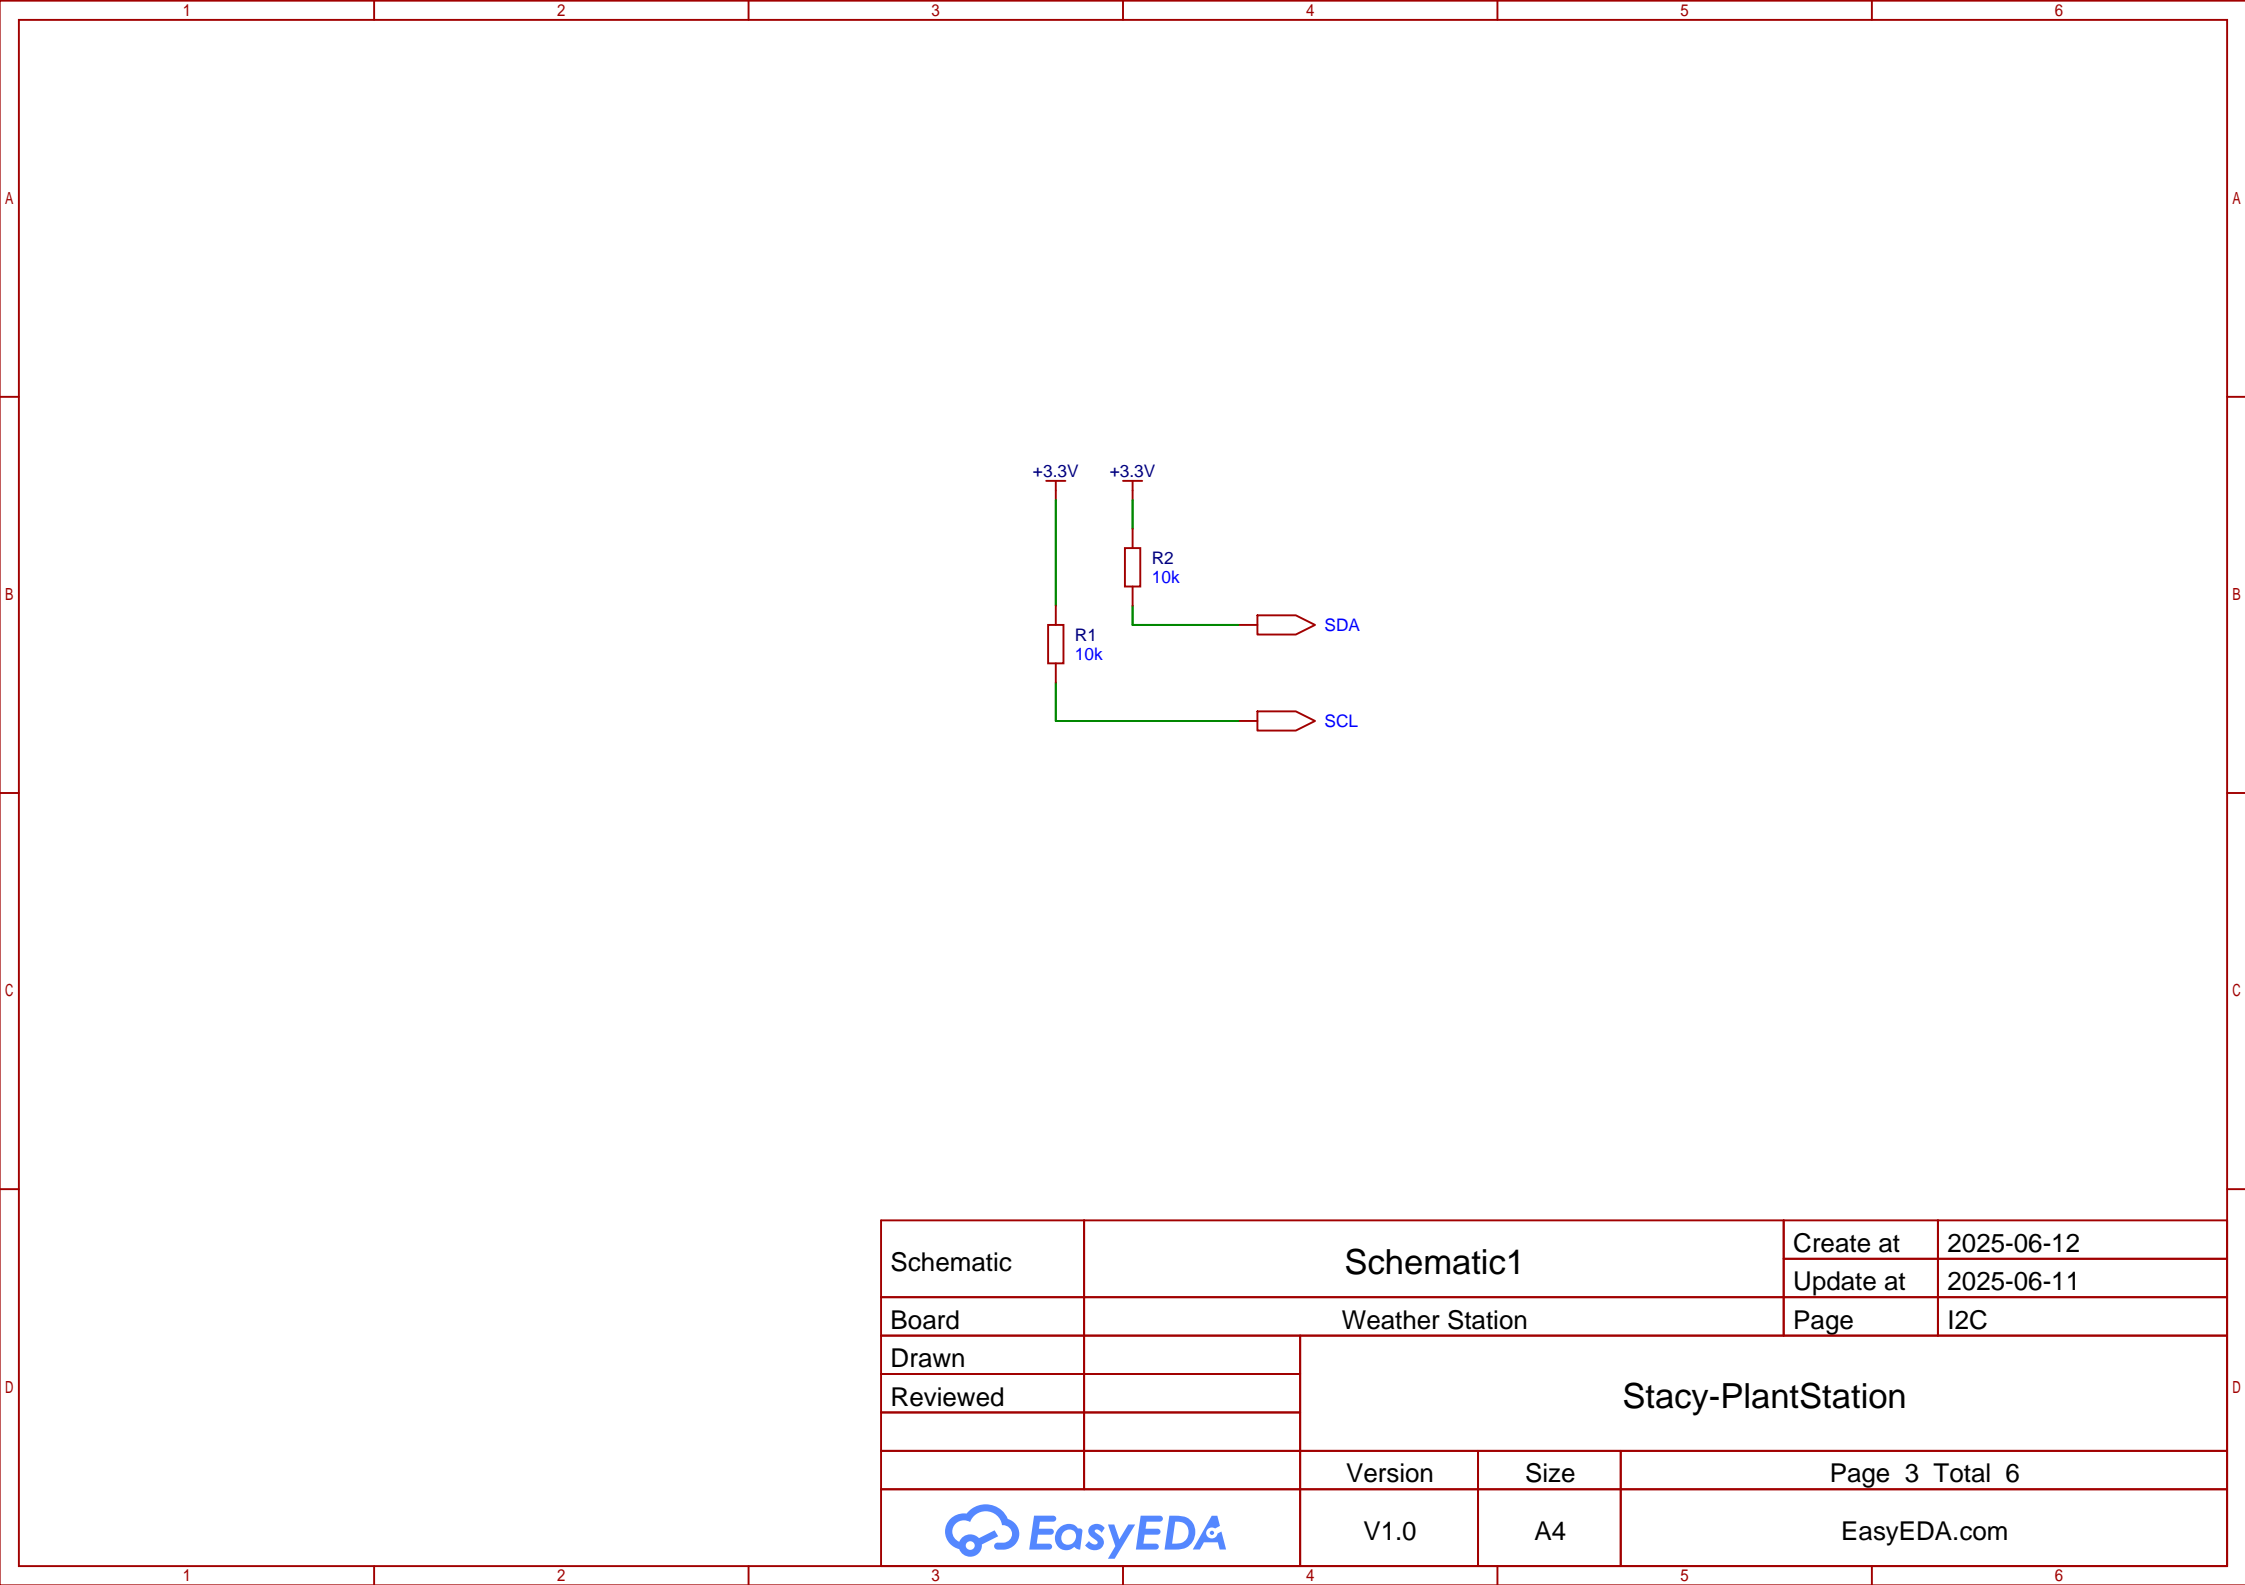 1 2 3 4 5 6
A A
+3.3V +3.3V
R2
10k
B B
SDA
R1
10k
SCL
C C
Schematic Schematic1 Create at 2025-06-12
Update at 2025-06-11
Board Weather Station Page I2C
Drawn
D D
Reviewed Stacy-PlantStation
Version Size Page 3 Total 6
EasyEDA V1.0 A4 EasyEDA.com
1 2 3 4 5 6